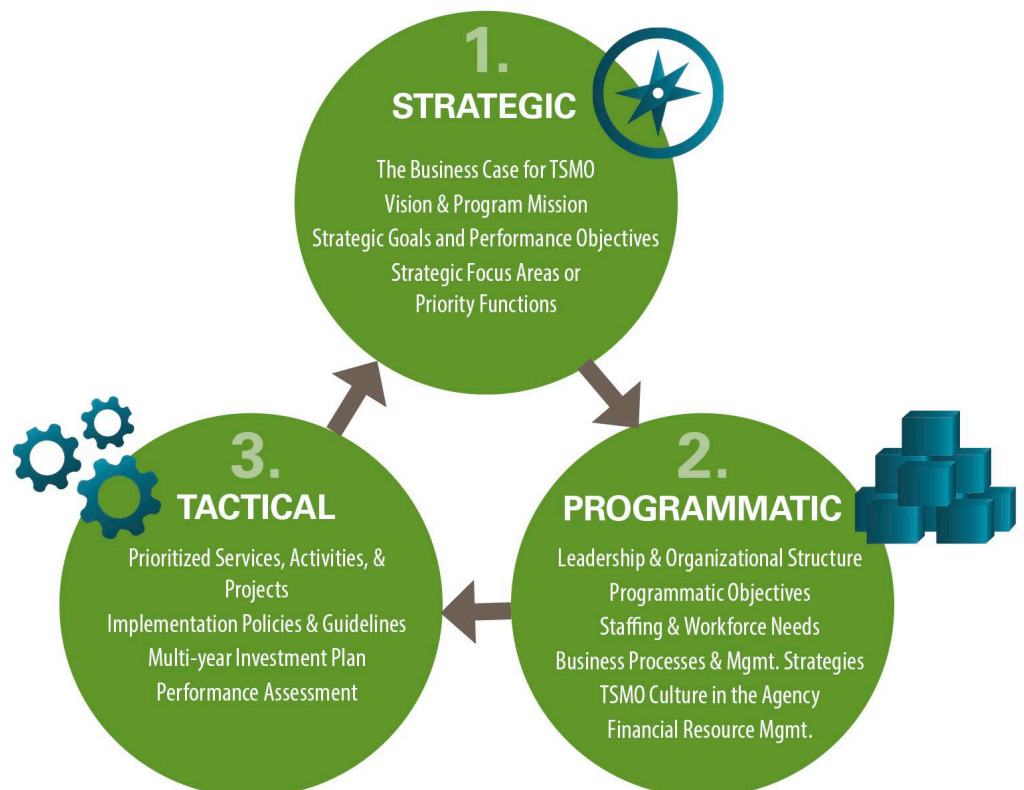 1.
STRATEGIC
The Business Case for TSMO
Vision & Program Mission
Strategic Goals and Performance Objectives
Strategic Focus Areas or
Priority Functions
2.
PROGRAMMATIC
Leadership & Organizational Structure
Programmatic Objectives
Staffing & Workforce Needs
Business Processes & Mgmt. Strategies
TSMO Culture in the Agency
Financial Resource Mgmt.
3.
TACTICAL
Prioritized Services, Activities, &
Projects
Implementation Policies & Guidelines
Multi-year Investment Plan
Performance Assessment